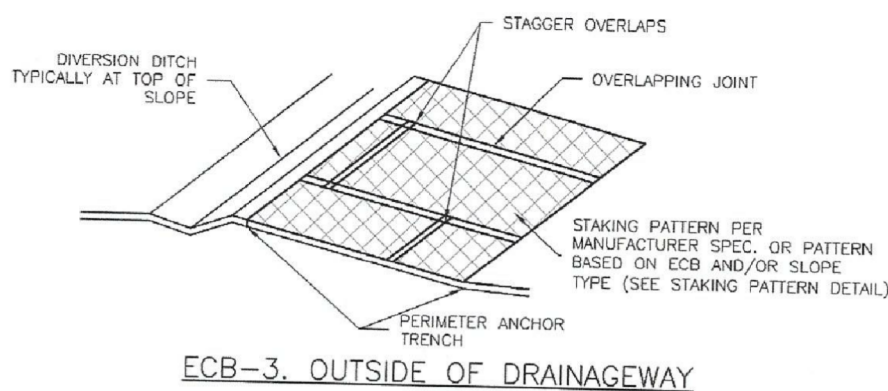 STAGGER OVERLAPS
DIVERSION DITCH
TYPICALLY AT TOP OF
SLOPE
OVERLAPPING JOINT
STAKING PATTERN PER
MANUFACTURER SPEC. OR PATTERN
BASED ON ECB AND/OR SLOPE
TYPE (SEE STAKING PATTERN DETAIL)
PERIMETER ANCHOR
TRENCH
ECB-3. OUTSIDE OF DRAINAGEWAY